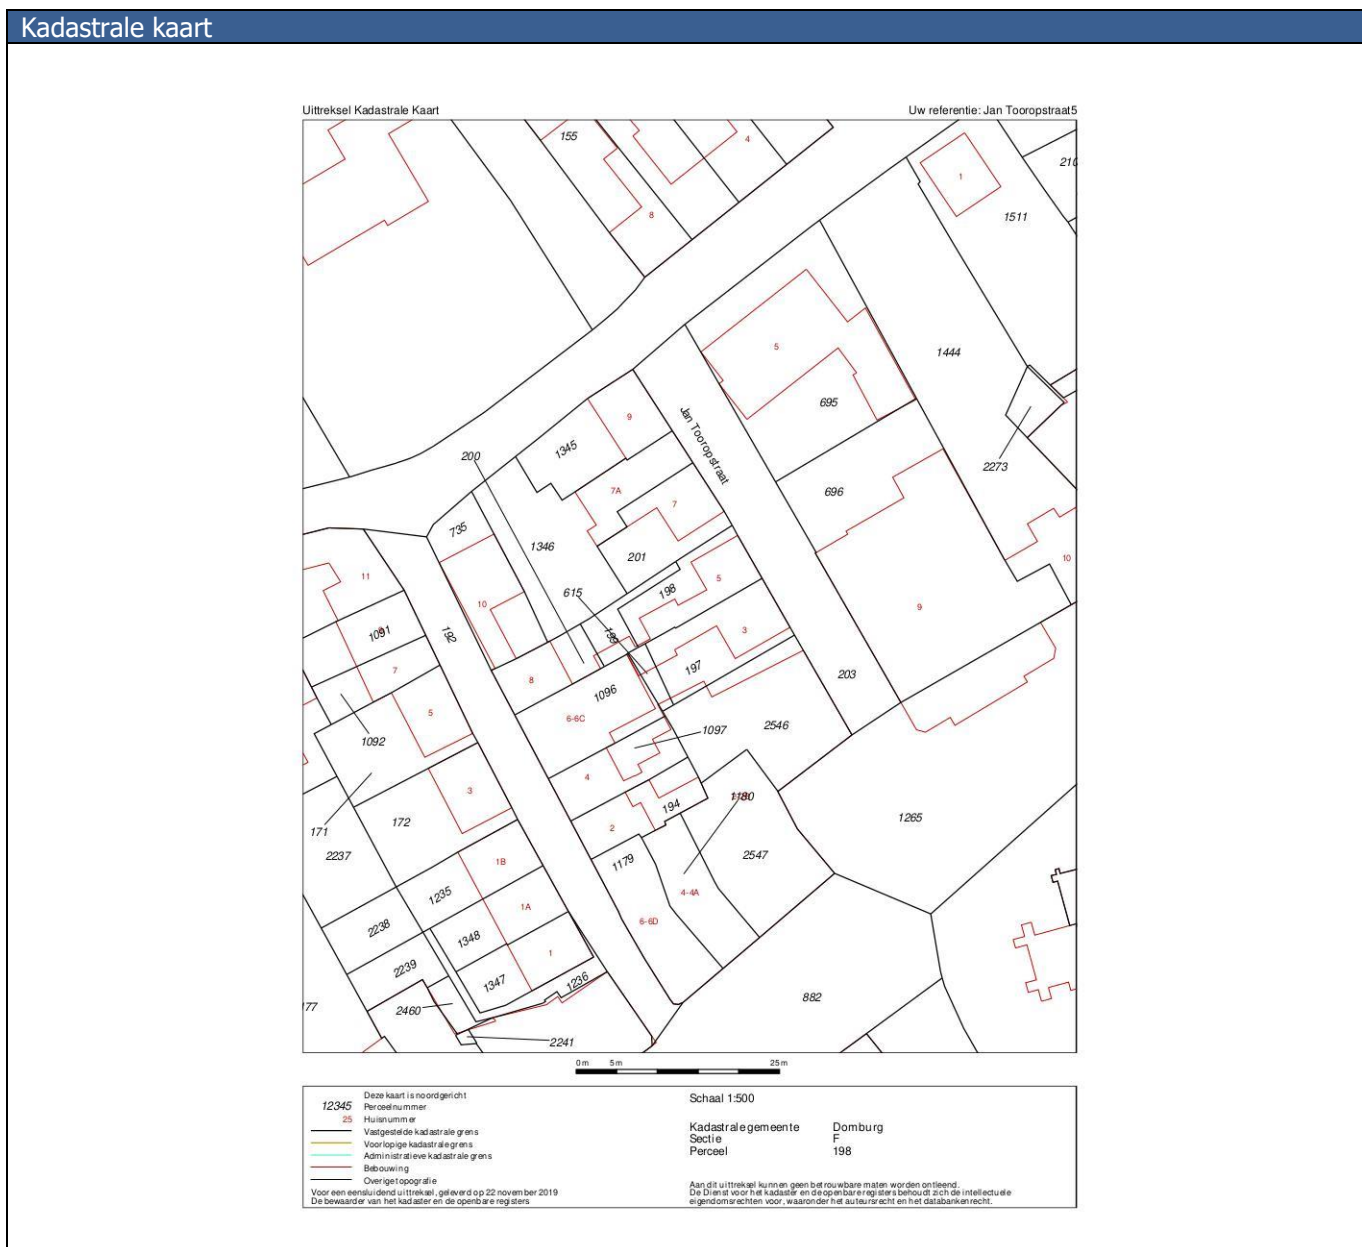 Kadastrale kaart
Uittreksel Kadastrale Kaart
Uw referentie: Jan Tooropstraat5
155
4
8
1
210
1511
5
1444
695
2273
9
1345
Jan Tooropstraat
200
7A
7
696
735
1346
201
10
11
615
198
5
10
1091
192
199
3
9
7
8
1096
197
203
5
6-6C
1097
2546
1092
4
3
194
1180
1265
171
172
2
2237
1179
2547
1B
4-4A
1235
1A
2238
6-6D
1348
1
2239
1347
1236
177
2460
882
2241
0 m 5 m 25 m
Deze kaart is noordgericht
12345 Perceelnummer
25 Huisnummer
Vastgestelde kadastrale grens
Voorlopige kadastrale grens
Administratieve kadastrale grens
Bebouwing
Overige topografie
Voor een eensluidend uittreksel, geleverd op 22 november 2019
De bewaarder van het kadaster en de openbare registers
Schaal 1:500
Kadastrale gemeente Domburg
Sectie F
Perceel 198
Aan dit uittreksel kunnen geen betrouwbare maten worden ontleend.
De Dienst voor het kadaster en de openbare registers behoudt zich de intellectuele
eigendomsrechten voor, waaronder het auteursrecht en het databankenrecht.